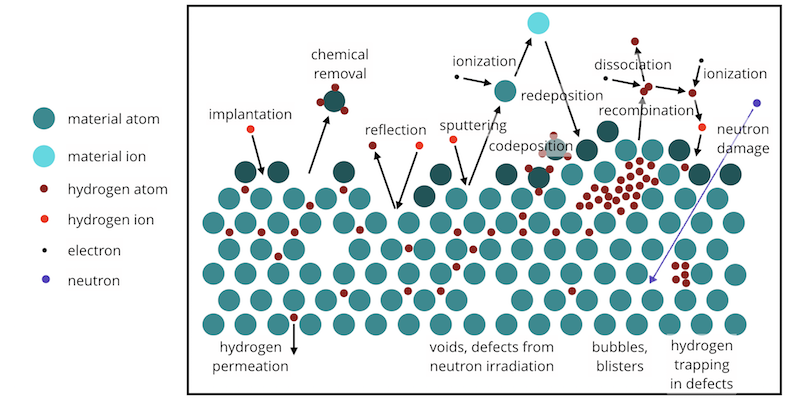 material atom
material ion
hydrogen atom
hydrogen ion
electron
neutron
implantation
chemical
removal
reflection
sputtering
ionization
redeposition
codeposition
dissociation
ionization
recombination
neutron
damage
hydrogen
permeation
voids, defects from
neutron irradiation
bubbles,
blisters
hydrogen
trapping
in defects